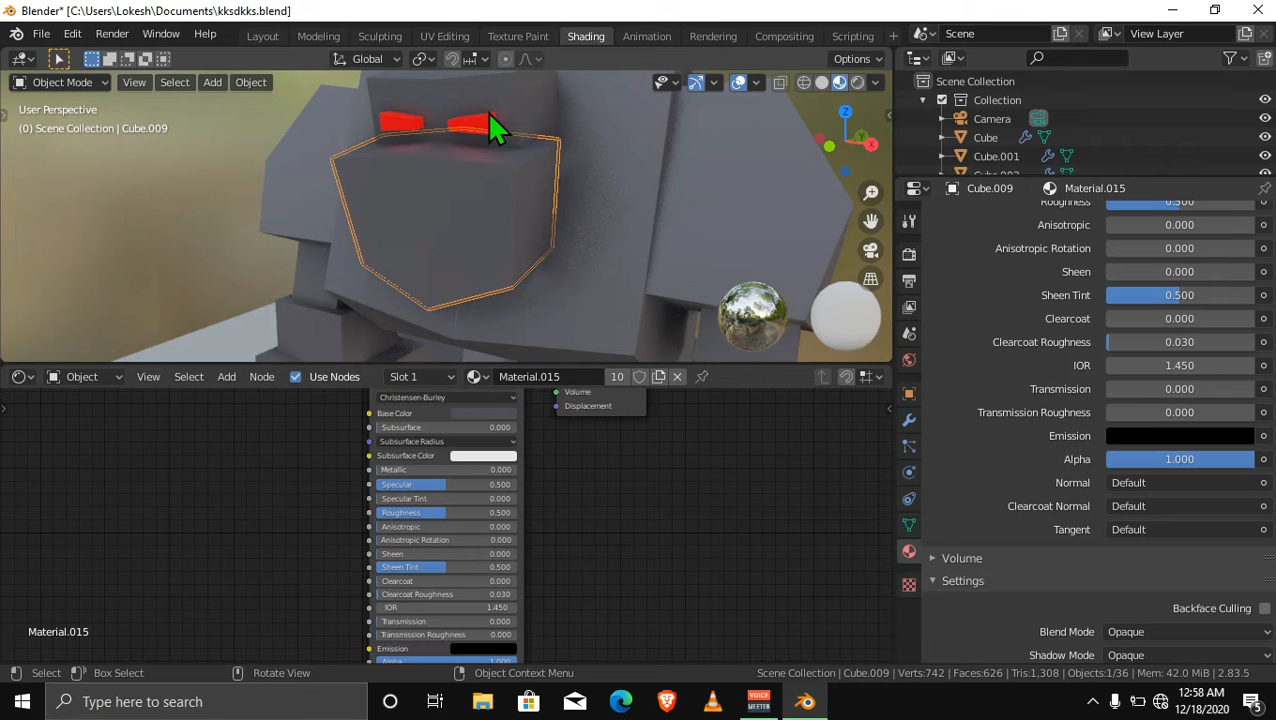 Blender* [C:\Users\Lokesh\Documents\kksdkks.blend]
File Edit Render Window Help Layout Modeling Sculpting UV Editing Texture Paint Shading Animation Rendering Compositing Scripting Scene View Layer
Global Options
Object Mode View Select Add Object
User Perspective
(0) Scene Collection | Cube.009
Z
Y
X
Scene Collection
Collection
Camera
Cube
Cube.001
Cube.009 Material.015
Roughness 0.500
Anisotropic 0.000
Anisotropic Rotation 0.000
Sheen 0.000
Sheen Tint 0.500
Clearcoat 0.000
Clearcoat Roughness 0.030
IOR 1.450
Transmission 0.000
Transmission Roughness 0.000
Emission
Alpha 1.000
Normal Default
Clearcoat Normal Default
Tangent Default
Volume
Settings
Backface Culling
Blend Mode Opaque
Shadow Mode Opaque
Object View Select Add Node Use Nodes Slot 1 Material.015 10
Volume
Displacement
Christensen-Burley
Base Color
Subsurface 0.000
Subsurface Radius
Subsurface Color
Metallic 0.000
Specular 0.500
Specular Tint 0.000
Roughness 0.500
Anisotropic 0.000
Anisotropic Rotation 0.000
Sheen 0.000
Sheen Tint 0.500
Clearcoat 0.000
Clearcoat Roughness 0.030
IOR 1.450
Transmission 0.000
Transmission Roughness 0.000
Emission
Alpha 1.000
Material.015
Select Box Select Rotate View Object Context Menu Scene Collection | Cube.009 | Verts:742 | Faces:626 | Tris:1,308 | Objects:1/36 | Mem: 42.0 MiB | 2.83.5
Type here to search
VOICE
MEETER
12:58 AM
12/18/2020
5